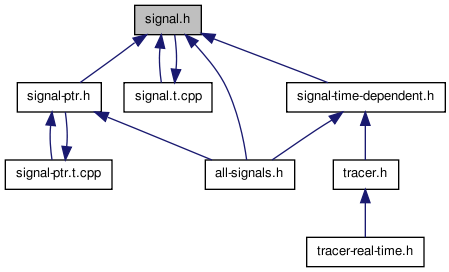 signal.h
signal-ptr.h
signal.t.cpp
signal-time-dependent.h
signal-ptr.t.cpp
all-signals.h
tracer.h
tracer-real-time.h